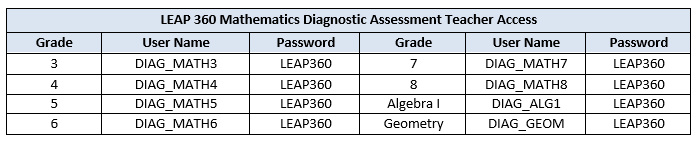 LEAP 360 Mathematics Diagnostic Assessment Teacher Access
Grade User Name Password Grade User Name Password
3 DIAG_MATH3 LEAP360 7 DIAG_MATH7 LEAP360
4 DIAG_MATH4 LEAP360 8 DIAG_MATH8 LEAP360
5 DIAG_MATH5 LEAP360 Algebra I DIAG_ALG1 LEAP360
6 DIAG_MATH6 LEAP360 Geometry DIAG_GEOM LEAP360